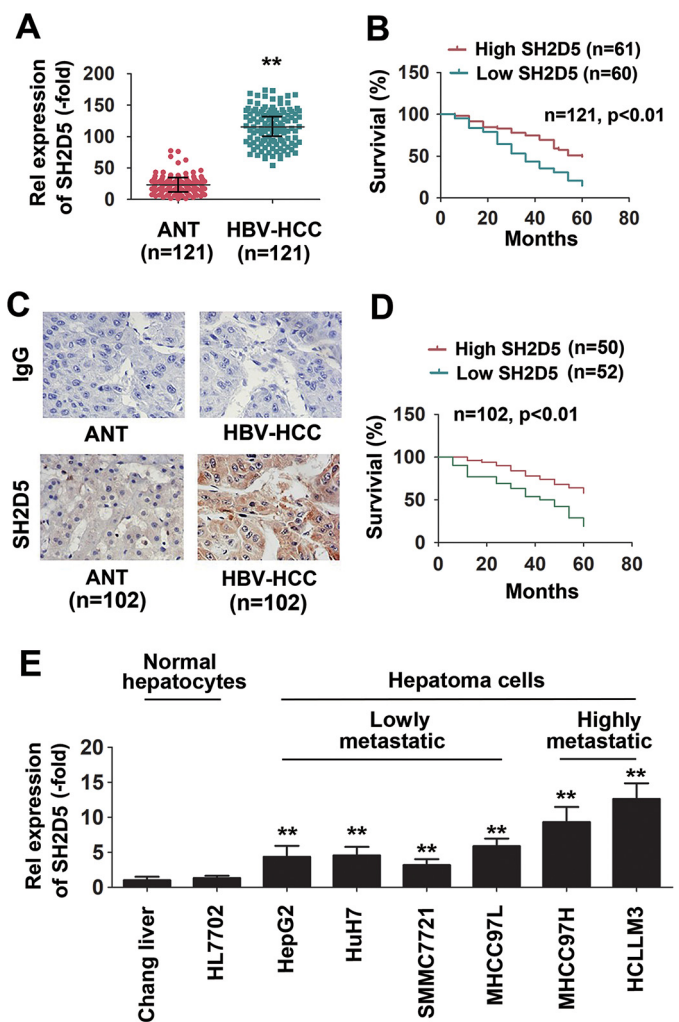 A
Rel expression
of SH2D5 (-fold)
200
150
100
50
0
**
ANT
(n=121)
HBV-HCC
(n=121)
B
High SH2D5 (n=61)
Low SH2D5 (n=60)
n=121, p<0.01
Survivial (%)
150
100
50
0
0 20 40 60 80
Months
C
IgG
ANT
HBV-HCC
SH2D5
ANT
(n=102)
HBV-HCC
(n=102)
D
High SH2D5 (n=50)
Low SH2D5 (n=52)
n=102, p<0.01
Survivial (%)
150
100
50
0
0 20 40 60 80
Months
E
Normal
hepatocytes
Hepatoma cells
Lowly
metastatic
Highly
metastatic
Rel expression
of SH2D5 (-fold)
20
15
10
5
0
** ** ** ** ** **
Chang liver
HL7702
HepG2
HuH7
SMMC7721
MHCC97L
MHCC97H
HCLLM3